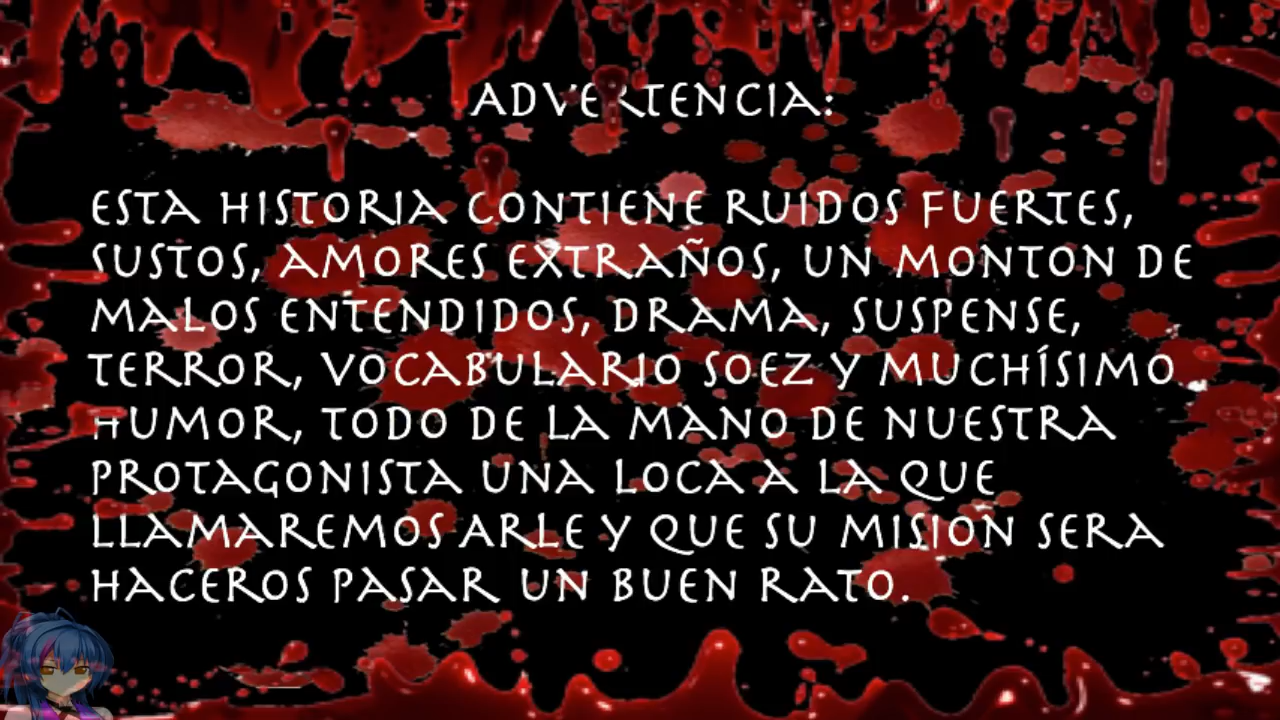 ADVERTENCIA:
ESTA HISTORIA CONTIENE RUIDOS FUERTES,
SUSTOS, AMORES EXTRAÑOS, UN MONTON DE
MALOS ENTENDIDOS, DRAMA, SUSPENSE,
TERROR, VOCABULARIO SOEZ Y MUCHÍSIMO
HUMOR, TODO DE LA MANO DE NUESTRA
PROTAGONISTA UNA LOCA A LA QUE
LLAMAREMOS ARLE Y QUE SU MISION SERA
HACEROS PASAR UN BUEN RATO.